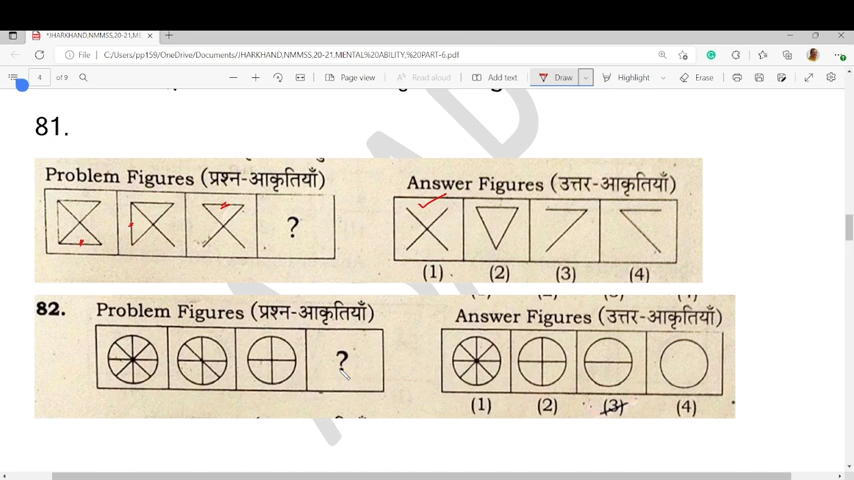 *JHARKHAND,NMMSS,20-21,MENTAL
File
C:/Users/pp159/OneDrive/Documents/JHARKHAND,NMMSS,20-21,MENTAL%20ABILITY,%20PART-6.pdf
4 of 9
Page view
Read aloud
Add text
Draw
Highlight
Erase
81.
Problem Figures (प्रश्न-आकृतियाँ)
Answer Figures (उत्तर-आकृतियाँ)
?
(1) (2) (3) (4)
82. Problem Figures (प्रश्न-आकृतियाँ)
Answer Figures (उत्तर-आकृतियाँ)
?
(1) (2) (3) (4)